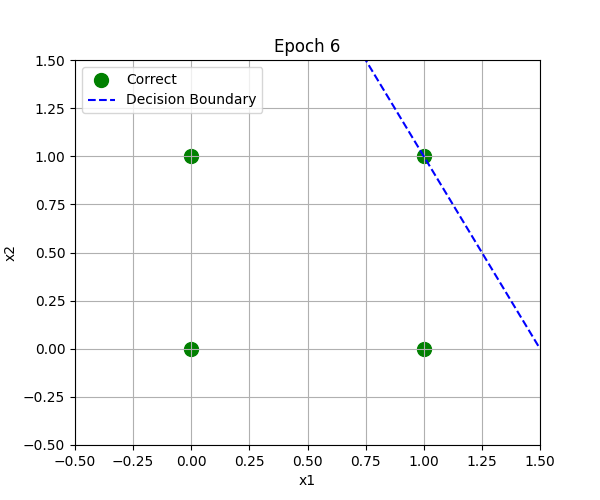 Epoch 6
Correct
Decision Boundary
1.50
1.25
1.00
0.75
0.50
0.25
0.00
−0.25
−0.50
x2
−0.50 −0.25 0.00 0.25 0.50 0.75 1.00 1.25 1.50
x1